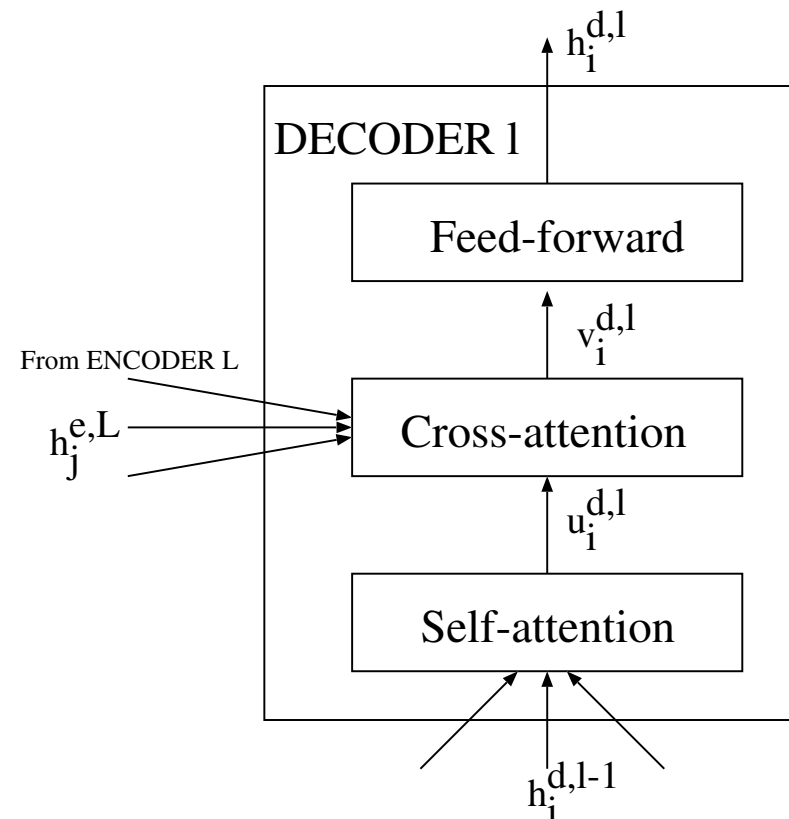 h_i^{d,l}
DECODER l
Feed-forward
v_i^{d,l}
From ENCODER L
h_j^{e,L}
Cross-attention
u_i^{d,l}
Self-attention
h_i^{d,l-1}